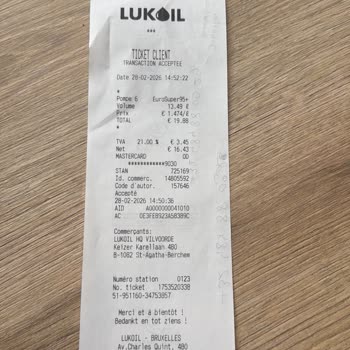 LUKOIL
***
TICKET CLIENT
TRANSACTION ACCEPTEE
Date 28-02-2026 14:52:22
*
Pompe 6 EuroSuper95+
Volume 13.49 ℓ
Prix € 1.474/ℓ
TOTAL € 19.88
*
TVA 21.00 % € 3.45
Net € 16.43
MASTERCARD 00
************9030
STAN 725169
Id. commerc. 14805592
Code d'autor. 157646
Accepté
28-02-2026 14:50:36
AID A0000000041010
AC 0E3FEB923A5B3B9C
Commerçants:
LUKOIL HQ VILVOORDE
Keizer Karellaan 480
B-1082 St-Agatha-Berchem
Numéro station 0123
No. ticket 1753520338
51-951160-34753857
Merci et à bientôt !
Bedankt en tot ziens !
LUKOIL - BRUXELLES
Av.Charles Quint, 480